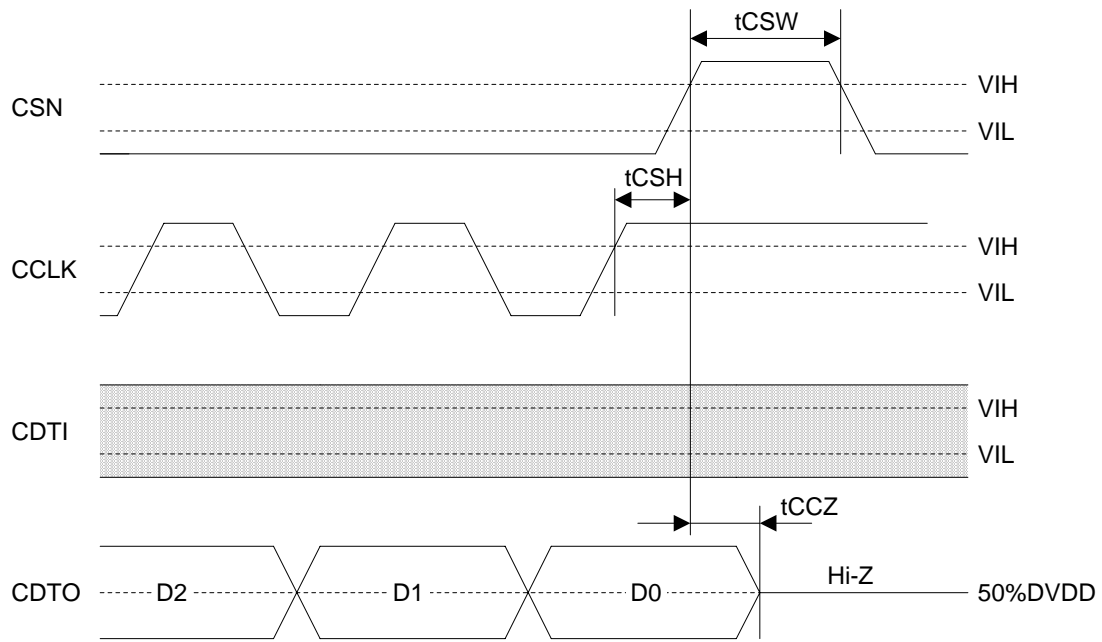 tCSW
CSN
VIH
VIL
tCSH
CCLK
VIH
VIL
CDTI
VIH
VIL
tCCZ
CDTO
D2
D1
D0
Hi-Z
50%DVDD